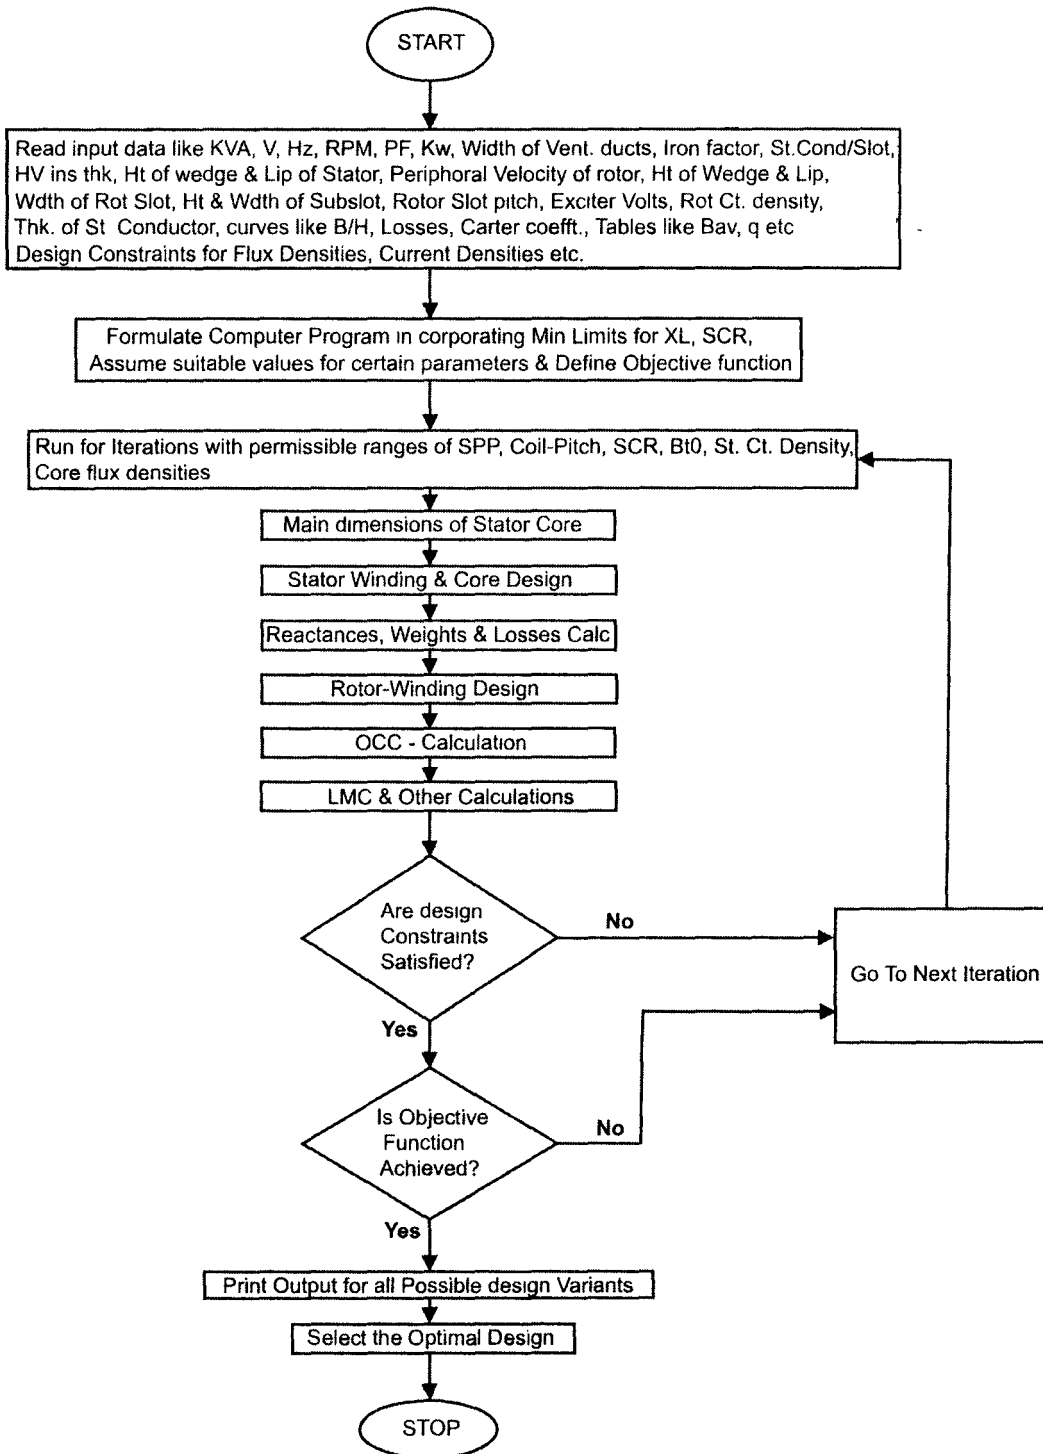 START
Read input data like KVA, V, Hz, RPM, PF, Kw, Width of Vent. ducts, Iron factor, St.Cond/Slot,
HV ins thk, Ht of wedge & Lip of Stator, Periphoral Velocity of rotor, Ht of Wedge & Lip,
Wdth of Rot Slot, Ht & Wdth of Subslot, Rotor Slot pitch, Exciter Volts, Rot Ct. density,
Thk. of St Conductor, curves like B/H, Losses, Carter coefft., Tables like Bav, q etc
Design Constraints for Flux Densities, Current Densities etc.
Formulate Computer Program in corporating Min Limits for XL, SCR,
Assume suitable values for certain parameters & Define Objective function
Run for Iterations with permissible ranges of SPP, Coil-Pitch, SCR, Bt0, St. Ct. Density,
Core flux densities
Main dimensions of Stator Core
Stator Winding & Core Design
Reactances, Weights & Losses Calc
Rotor-Winding Design
OCC - Calculation
LMC & Other Calculations
Are design
Constraints
Satisfied?
No
Go To Next Iteration
Yes
Is Objective
Function
Achieved?
No
Yes
Print Output for all Possible design Variants
Select the Optimal Design
STOP